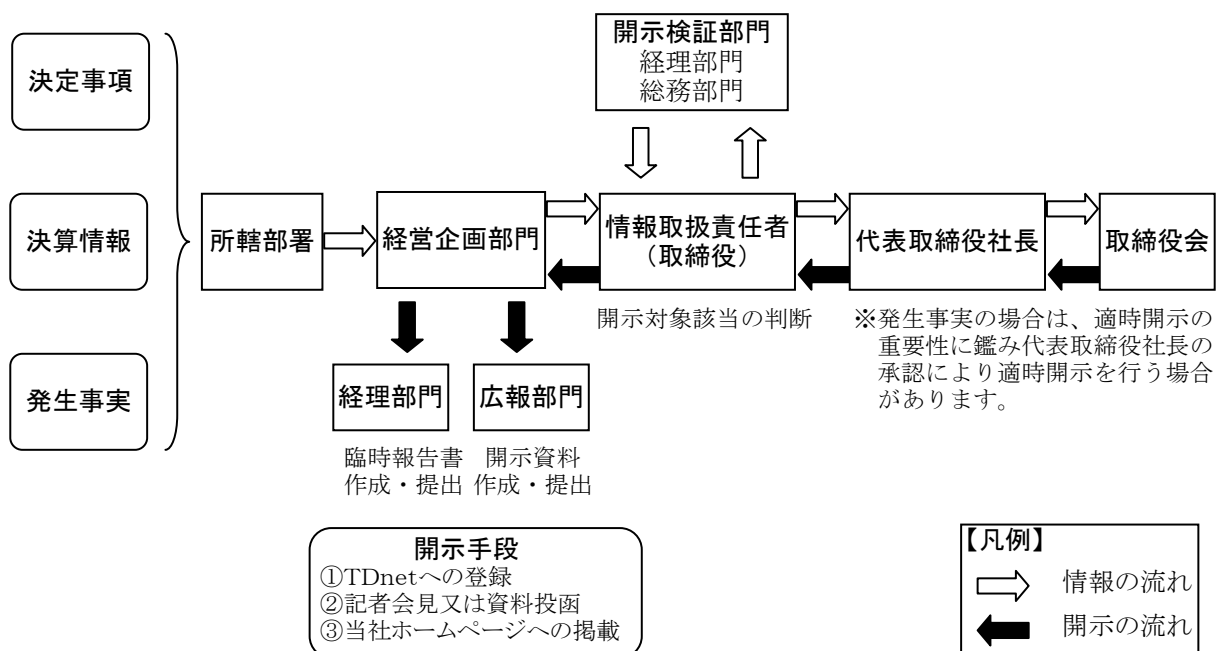 開示検証部門
経理部門
総務部門
決定事項
決算情報
発生事実
所轄部署
経営企画部門
情報取扱責任者
(取締役)
代表取締役社長
取締役会
開示対象該当の判断
※発生事実の場合は、適時開示の
重要性に鑑み代表取締役社長の
承認により適時開示を行う場合
があります。
経理部門
広報部門
臨時報告書
作成・提出
開示資料
作成・提出
開示手段
①TDnetへの登録
②記者会見又は資料投函
③当社ホームページへの掲載
【凡例】
情報の流れ
開示の流れ